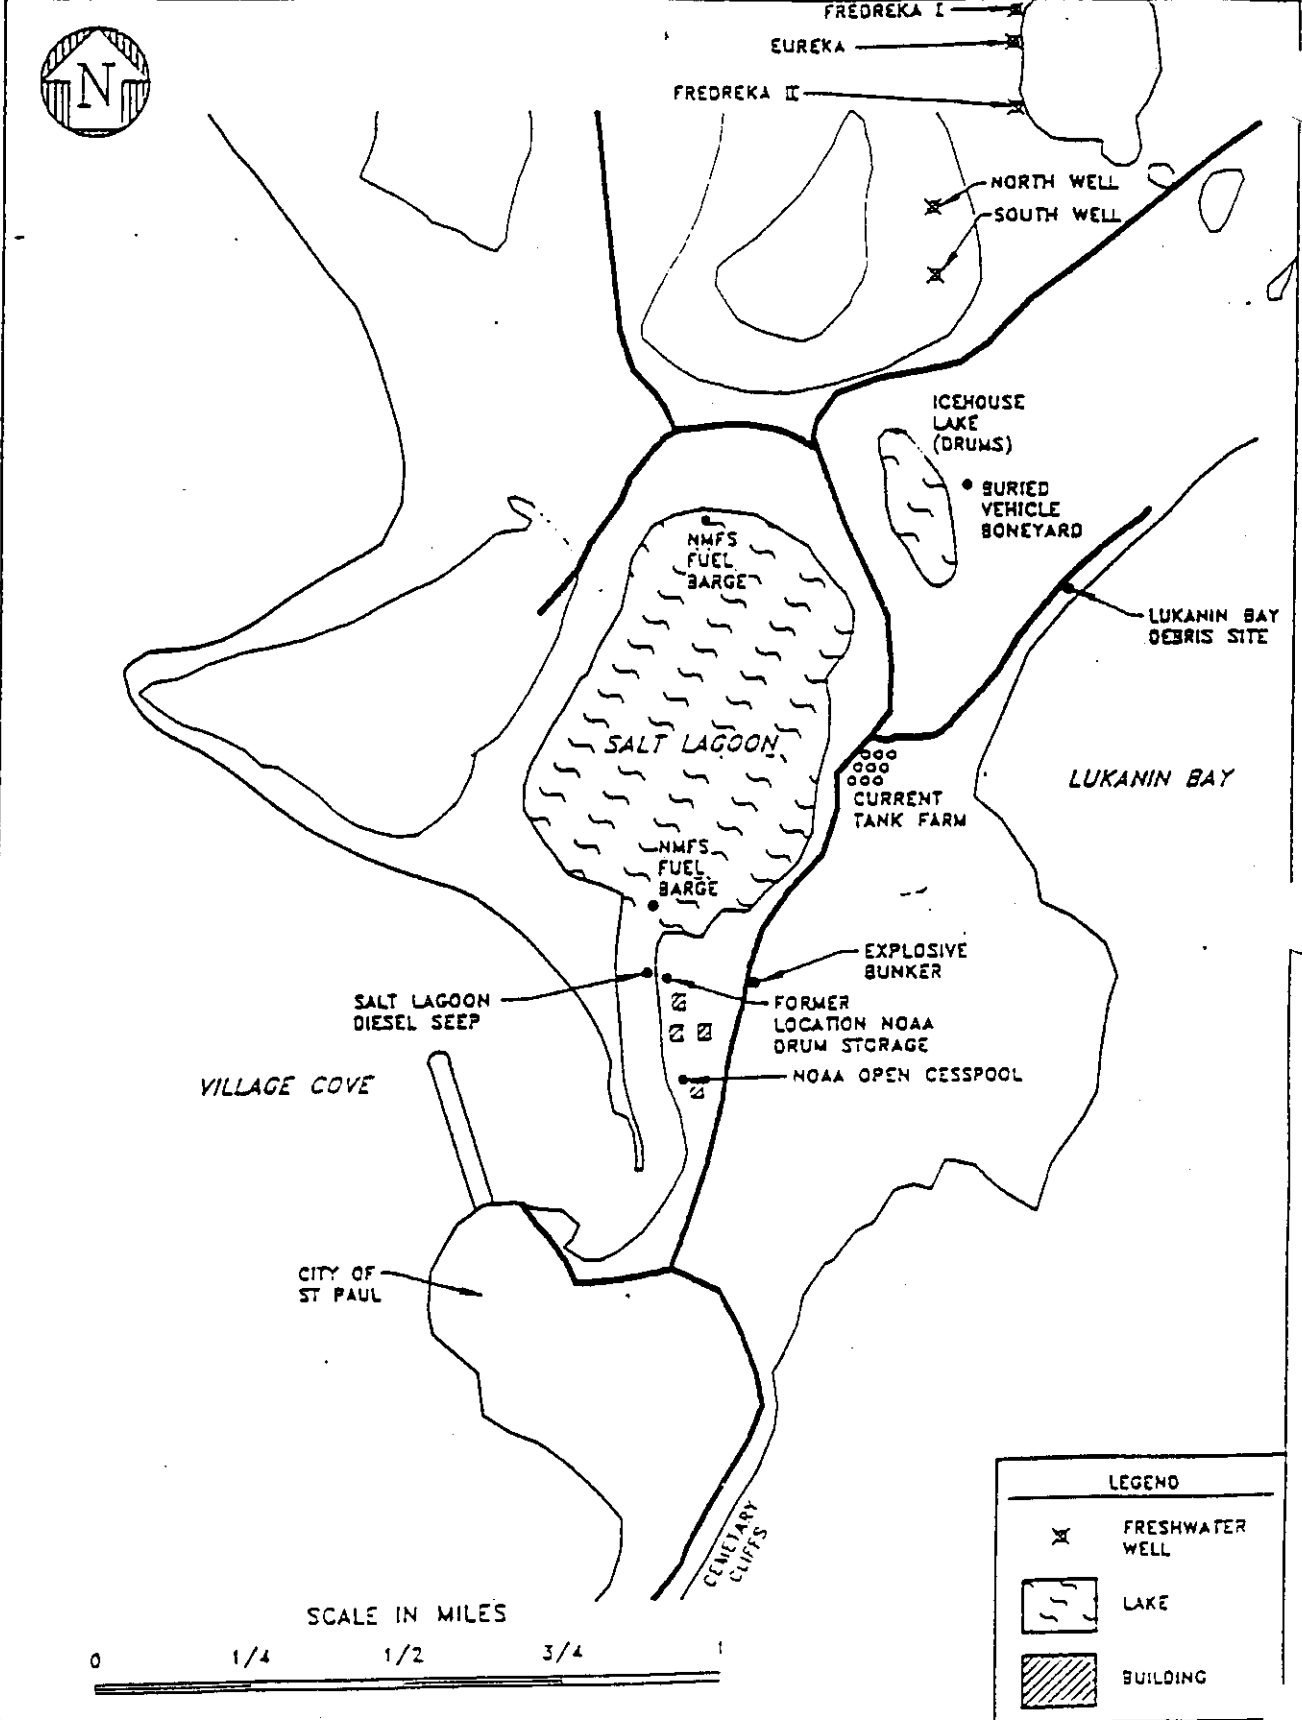 FREDREKA I
EUREKA
FREDREKA II
N
NORTH WELL
SOUTH WELL
ICEHOUSE
LAKE
(DRUMS)
BURIED
VEHICLE
BONEYARD
NMFS
FUEL
BARGE
LUKANIN BAY
DEBRIS SITE
SALT LAGOON
LUKANIN BAY
CURRENT
TANK FARM
NMFS
FUEL
BARGE
EXPLOSIVE
BUNKER
SALT LAGOON
DIESEL SEEP
FORMER
LOCATION NOAA
DRUM STORAGE
NOAA OPEN CESSPOOL
VILLAGE COVE
CITY OF
ST PAUL
CEMETARY
CLIFFS
SCALE IN MILES
0 1/4 1/2 3/4 1
LEGEND
FRESHWATER
WELL
LAKE
BUILDING